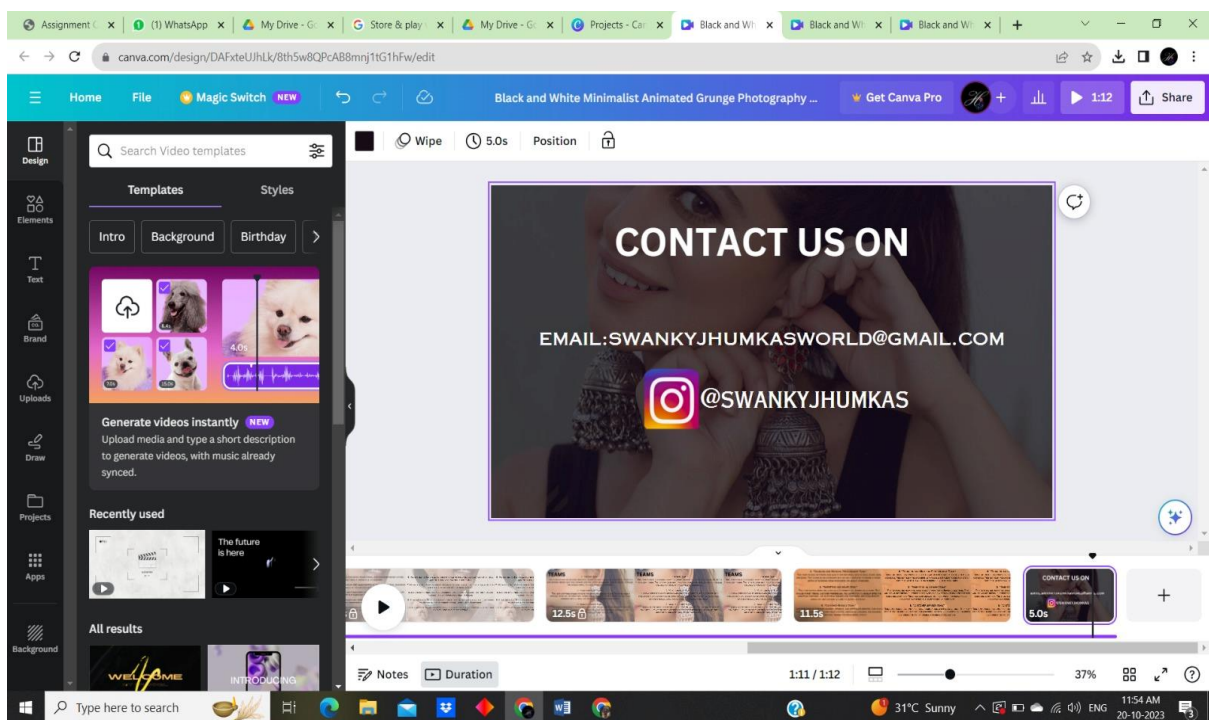 Assignment
(1) WhatsApp
My Drive - Go
Store & play
My Drive - Go
Projects - Can
Black and Wh
Black and Wh
Black and Wh
canva.com/design/DAFxteUJhLk/8th5w8QPcAB8mnj1tG1hFw/edit
Home File Magic Switch NEW
Black and White Minimalist Animated Grunge Photography ...
Get Canva Pro
1:12
Share
Design
Elements
Text
Brand
Uploads
Draw
Projects
Apps
Background
Search Video templates
Templates Styles
Intro Background Birthday
4.0s
Generate videos instantly NEW
Upload media and type a short description
to generate videos, with music already
synced.
Recently used
The future
is here
All results
WELCOME
INTRODUCING
Wipe 5.0s Position
CONTACT US ON
EMAIL:SWANKYJHUMKASWORLD@GMAIL.COM
@SWANKYJHUMKAS
TEAMS TEAMS TEAMS
12.5s
11.5s
CONTACT US ON
5.0s
Notes Duration
1:11 / 1:12
37%
Type here to search
31°C Sunny
ENG
11:54 AM
20-10-2023